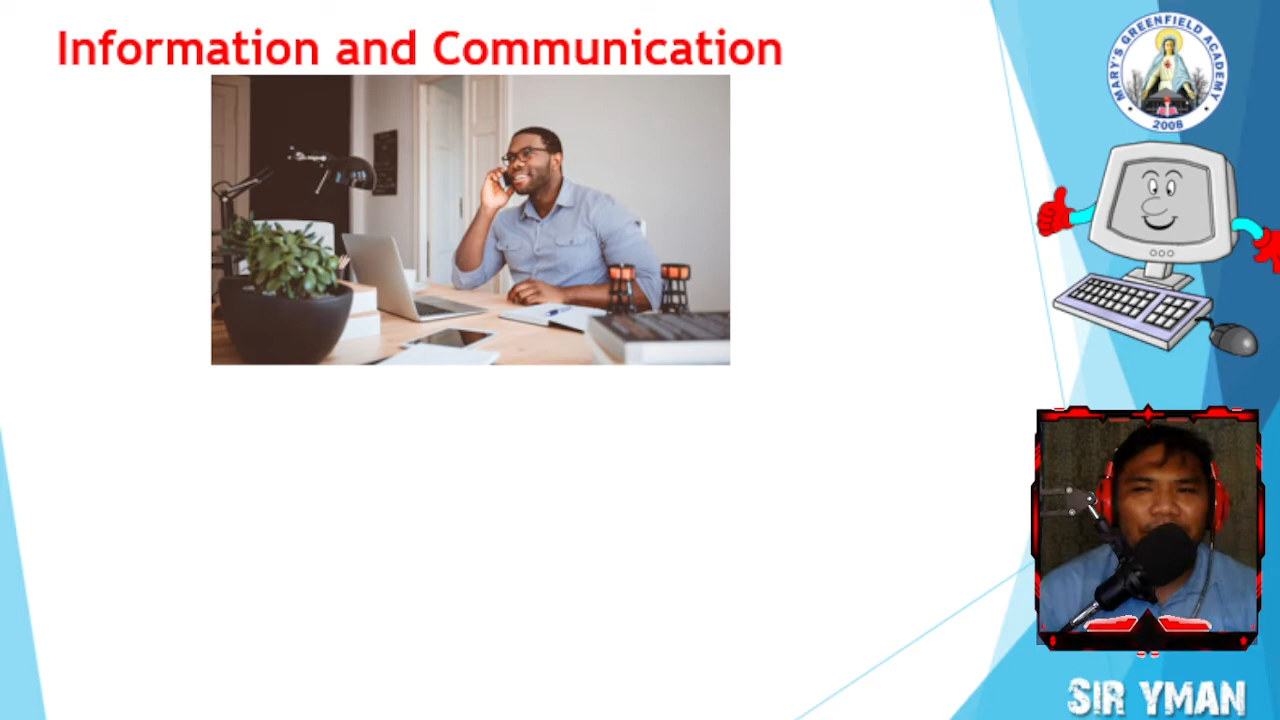 Information and Communication
MARY'S GREENFIELD ACADEMY
2008
SIR YMAN